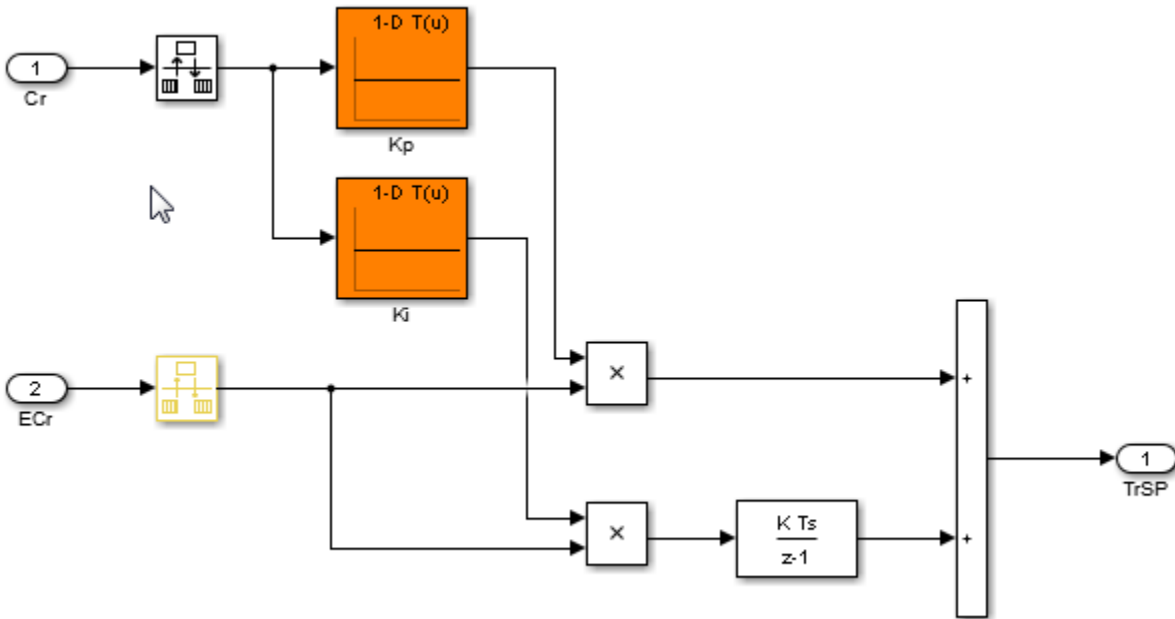 1
Cr
1-D T(u)
Kp
1-D T(u)
Ki
2
ECr
×
×
K Ts
z-1
+
+
1
TrSP